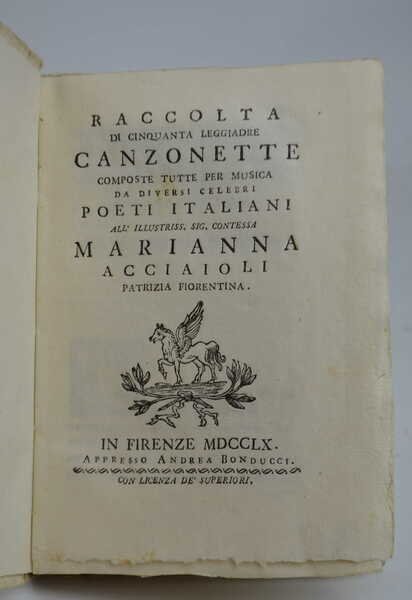 RACCOLTA
DI CINQUANTA LEGGIADRE
CANZONETTE
COMPOSTE TUTTE PER MUSICA
DA DIVERSI CELEBRI
POETI ITALIANI
ALL' ILLUSTRISS. SIG. CONTESSA
MARIANNA
ACCIAIOLI
PATRIZIA FIORENTINA.
IN FIRENZE MDCCLX.
APPRESSO ANDREA BONDUCCI.
CON LICENZA DE' SUPERIORI.